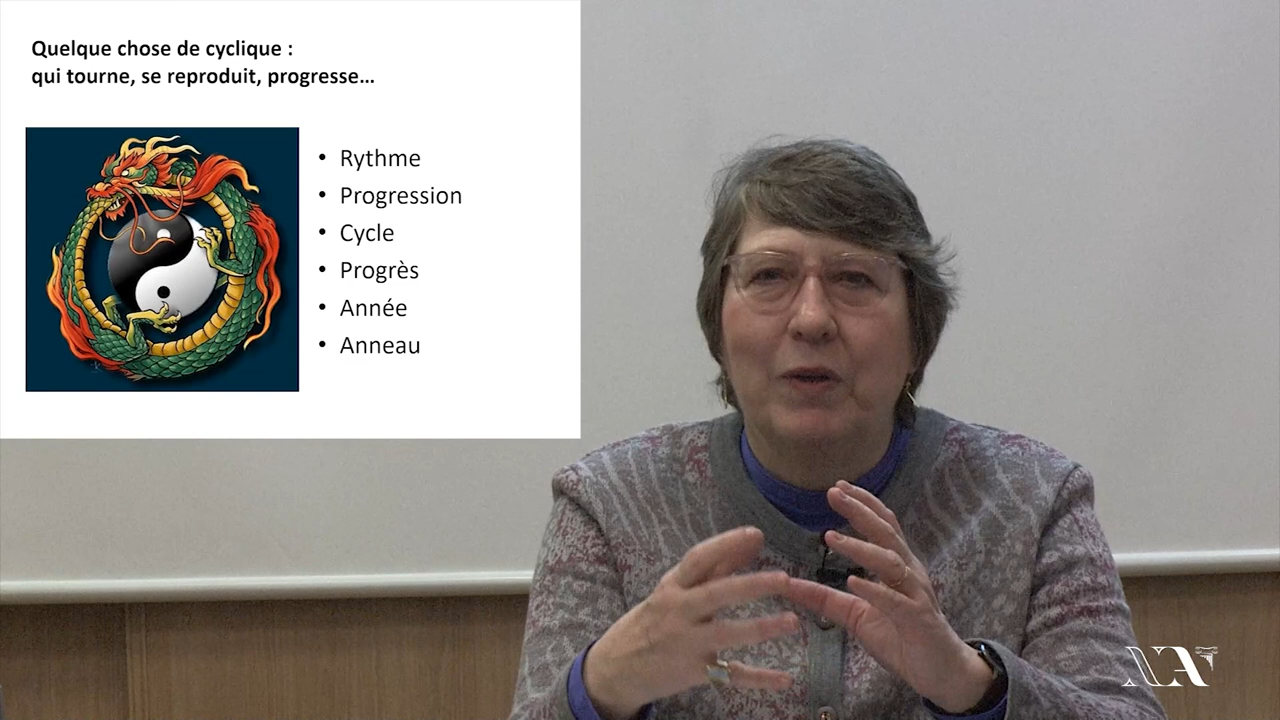 Quelque chose de cyclique :
qui tourne, se reproduit, progresse…
• Rythme
• Progression
• Cycle
• Progrès
• Année
• Anneau